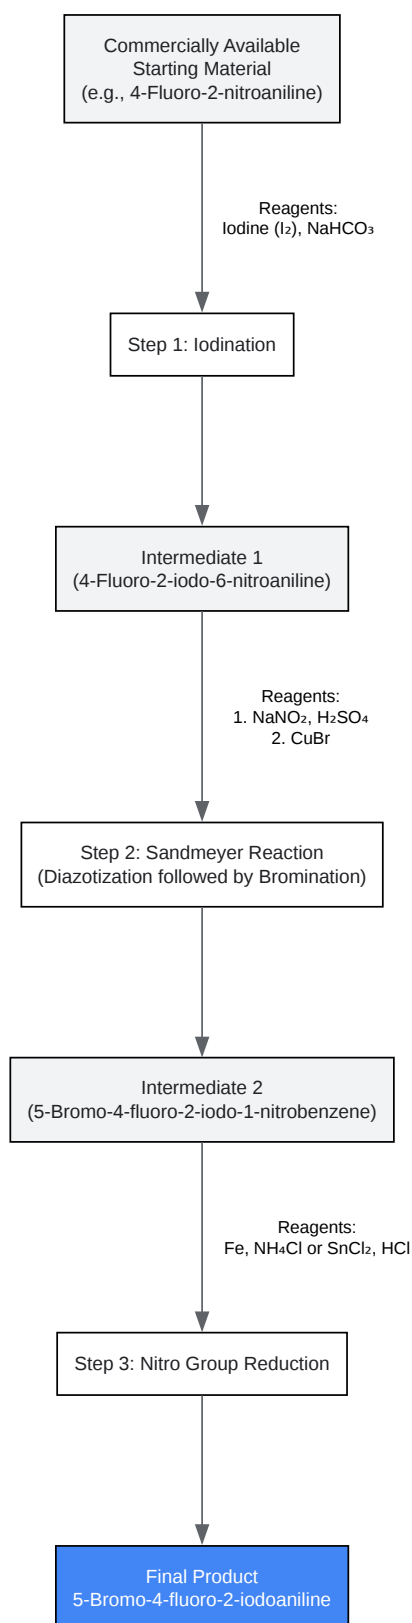 Commercially Available
Starting Material
(e.g., 4-Fluoro-2-nitroaniline)
Reagents:
Iodine (I₂), NaHCO₃
Step 1: Iodination
Intermediate 1
(4-Fluoro-2-iodo-6-nitroaniline)
Reagents:
1. NaNO₂, H₂SO₄
2. CuBr
Step 2: Sandmeyer Reaction
(Diazotization followed by Bromination)
Intermediate 2
(5-Bromo-4-fluoro-2-iodo-1-nitrobenzene)
Reagents:
Fe, NH₄Cl or SnCl₂, HCl
Step 3: Nitro Group Reduction
Final Product
5-Bromo-4-fluoro-2-iodoaniline